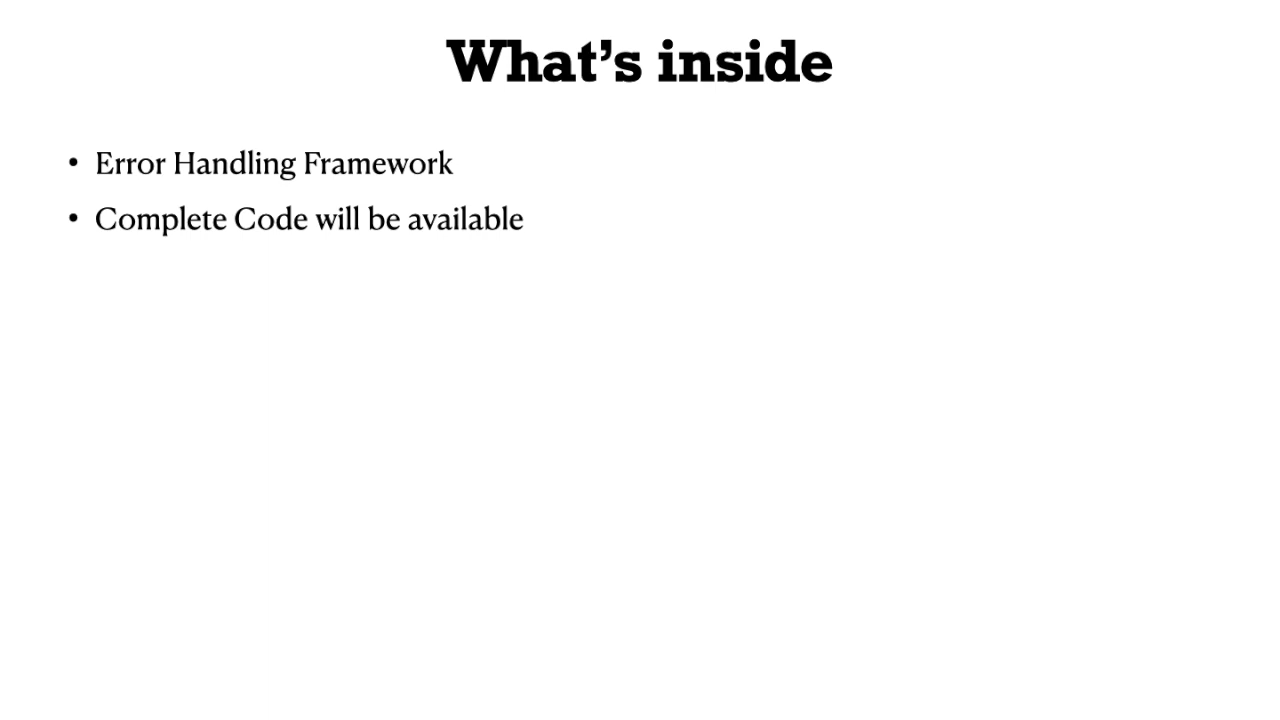 What’s inside
• Error Handling Framework
• Complete Code will be available